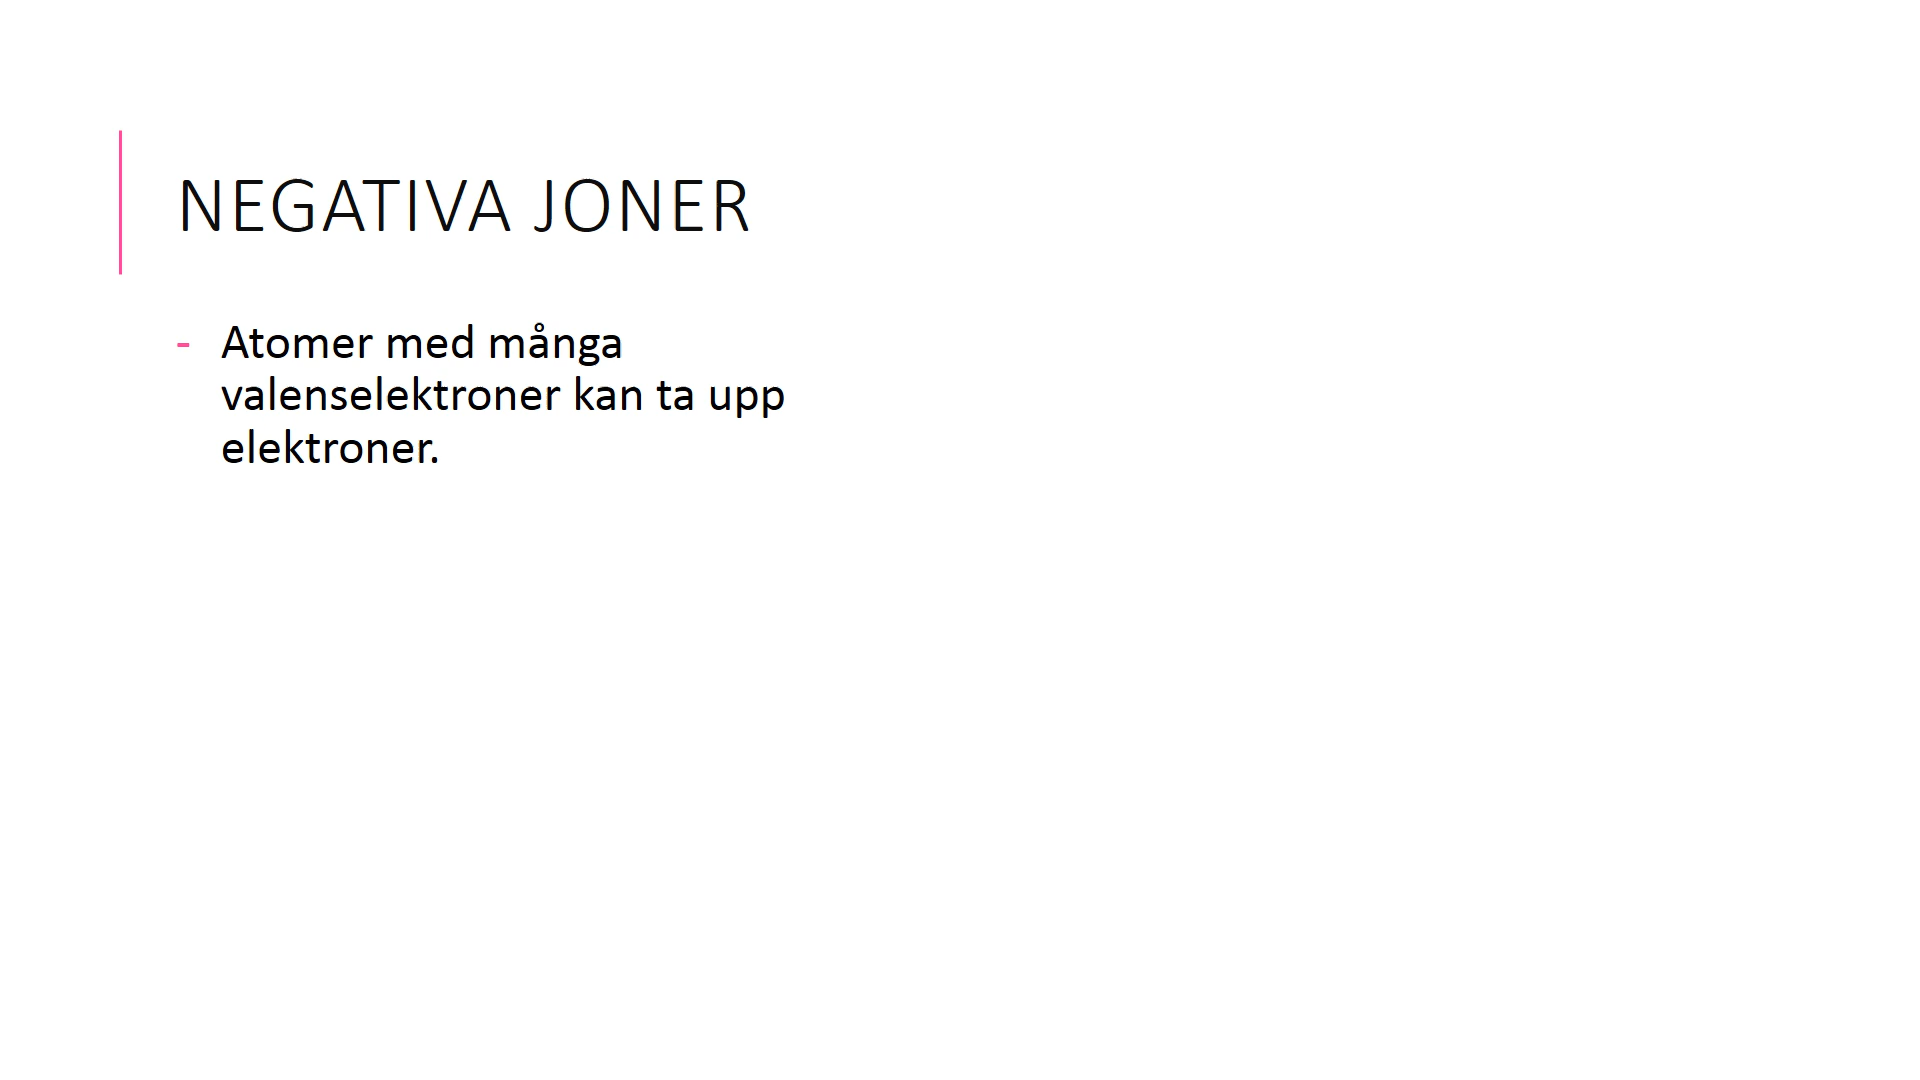 NEGATIVA JONER
- Atomer med många
valenselektroner kan ta upp
elektroner.